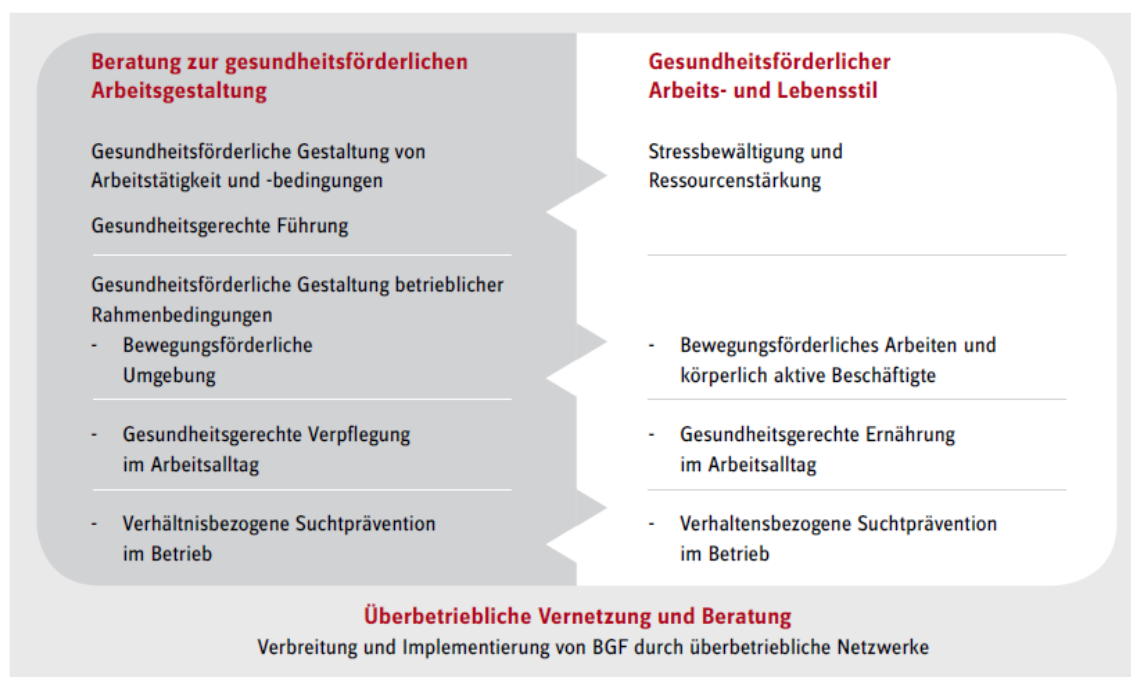 Beratung zur gesundheitsförderlichen
Arbeitsgestaltung
Gesundheitsförderliche Gestaltung von
Arbeitstätigkeit und -bedingungen
Gesundheitsgerechte Führung
Gesundheitsförderliche Gestaltung betrieblicher
Rahmenbedingungen
- Bewegungsförderliche
Umgebung
- Gesundheitsgerechte Verpflegung
im Arbeitsalltag
- Verhältnisbezogene Suchtprävention
im Betrieb
Gesundheitsförderlicher
Arbeits- und Lebensstil
Stressbewältigung und
Ressourcenstärkung
- Bewegungsförderliches Arbeiten und
körperlich aktive Beschäftigte
- Gesundheitsgerechte Ernährung
im Arbeitsalltag
- Verhaltensbezogene Suchtprävention
im Betrieb
Überbetriebliche Vernetzung und Beratung
Verbreitung und Implementierung von BGF durch überbetriebliche Netzwerke